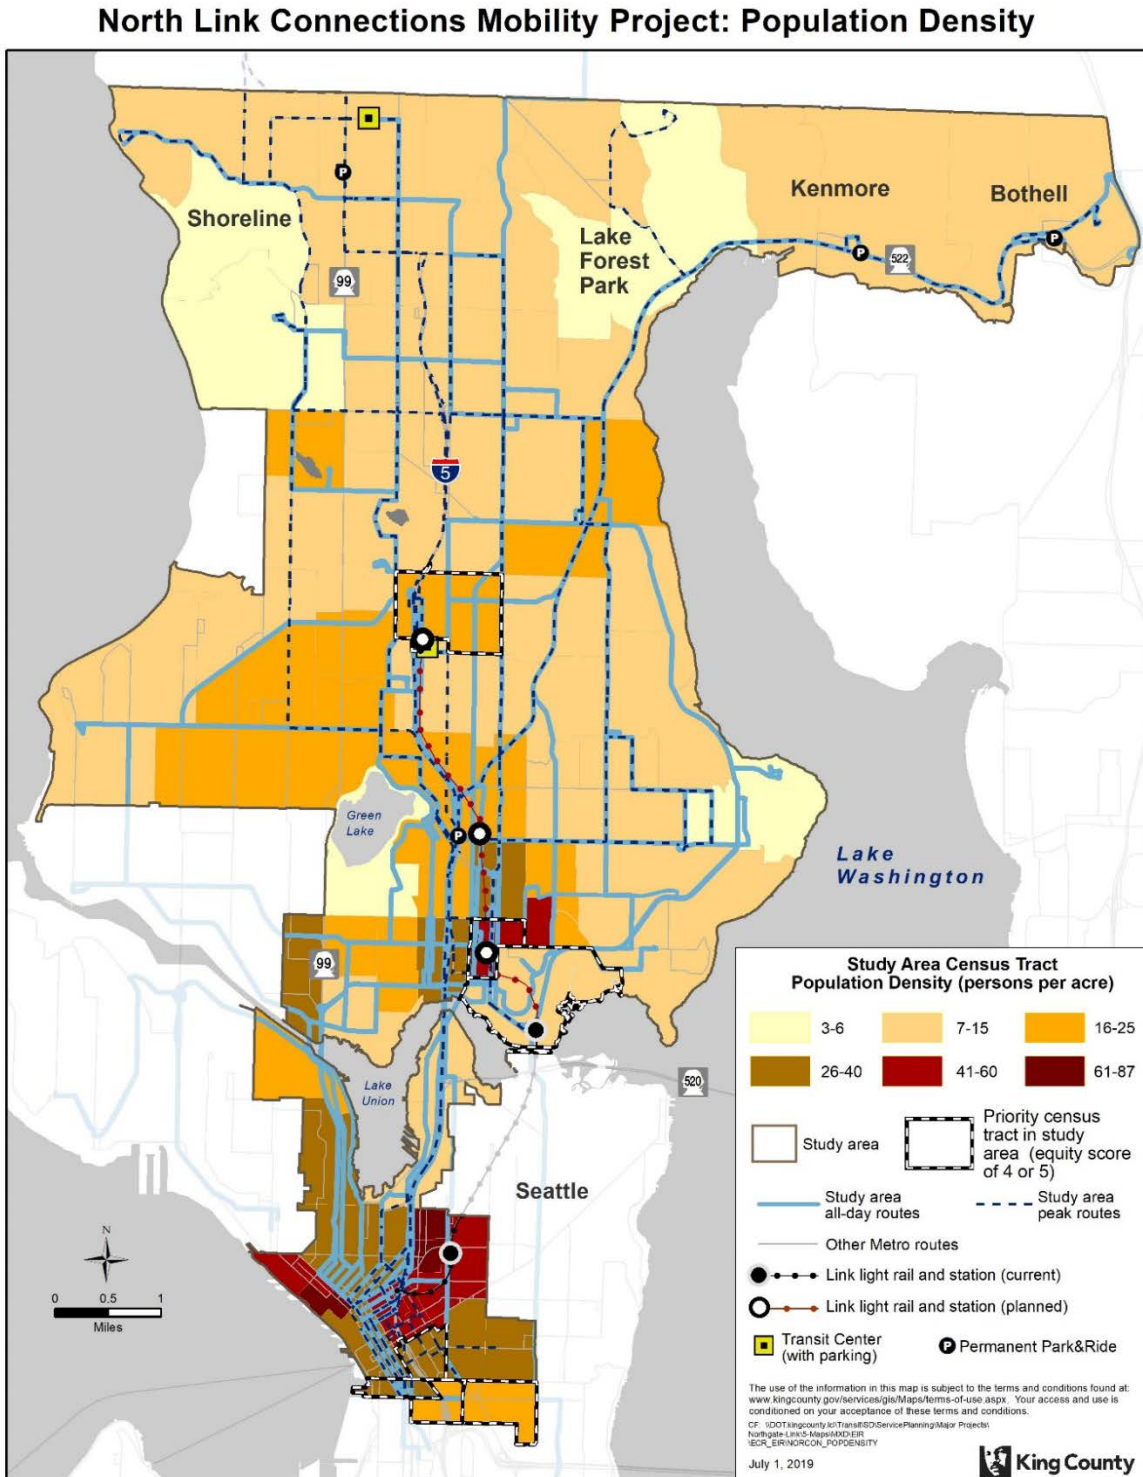 North Link Connections Mobility Project: Population Density
Shoreline
Lake
Forest
Park
Kenmore
Bothell
P
P
P
99
522
5
Green
Lake
P
Lake
Washington
99
Lake
Union
520
Seattle
N
0 0.5 1
Miles
Study Area Census Tract
Population Density (persons per acre)
3-6
7-15
16-25
26-40
41-60
61-87
Study area
Priority census
tract in study
area (equity score
of 4 or 5)
Study area
all-day routes
Study area
peak routes
Other Metro routes
Link light rail and station (current)
Link light rail and station (planned)
Transit Center
(with parking)
P Permanent Park&Ride
The use of the information in this map is subject to the terms and conditions found at:
www.kingcounty.gov/services/gis/Maps/terms-of-use.aspx. Your access and use is
conditioned on your acceptance of these terms and conditions.
July 1, 2019
King County